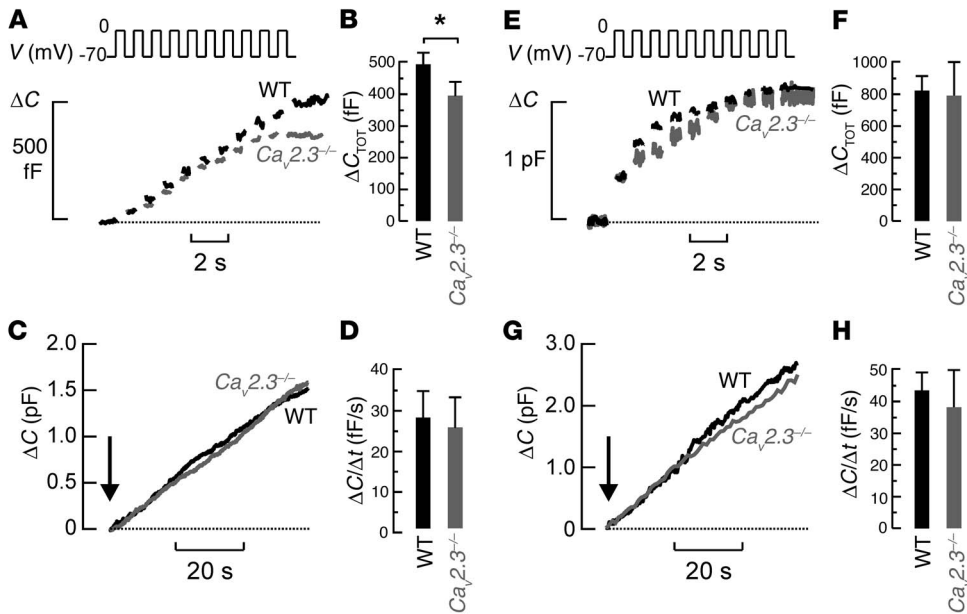 A
0
V (mV) -70
ΔC
500
fF
WT
Cav2.3–/–
2 s
B
*
ΔCTOT (fF)
500
400
300
200
100
0
WT
Cav2.3–/–
E
0
V (mV) -70
ΔC
1 pF
WT
Cav2.3–/–
2 s
F
ΔCTOT (fF)
1000
800
600
400
200
0
WT
Cav2.3–/–
C
ΔC (pF)
2.0
1.5
1.0
0.5
0
Cav2.3–/–
WT
20 s
D
ΔC/Δt (fF/s)
40
30
20
10
0
WT
Cav2.3–/–
G
ΔC (pF)
3.0
2.0
1.0
0
WT
Cav2.3–/–
20 s
H
ΔC/Δt (fF/s)
50
40
30
20
10
0
WT